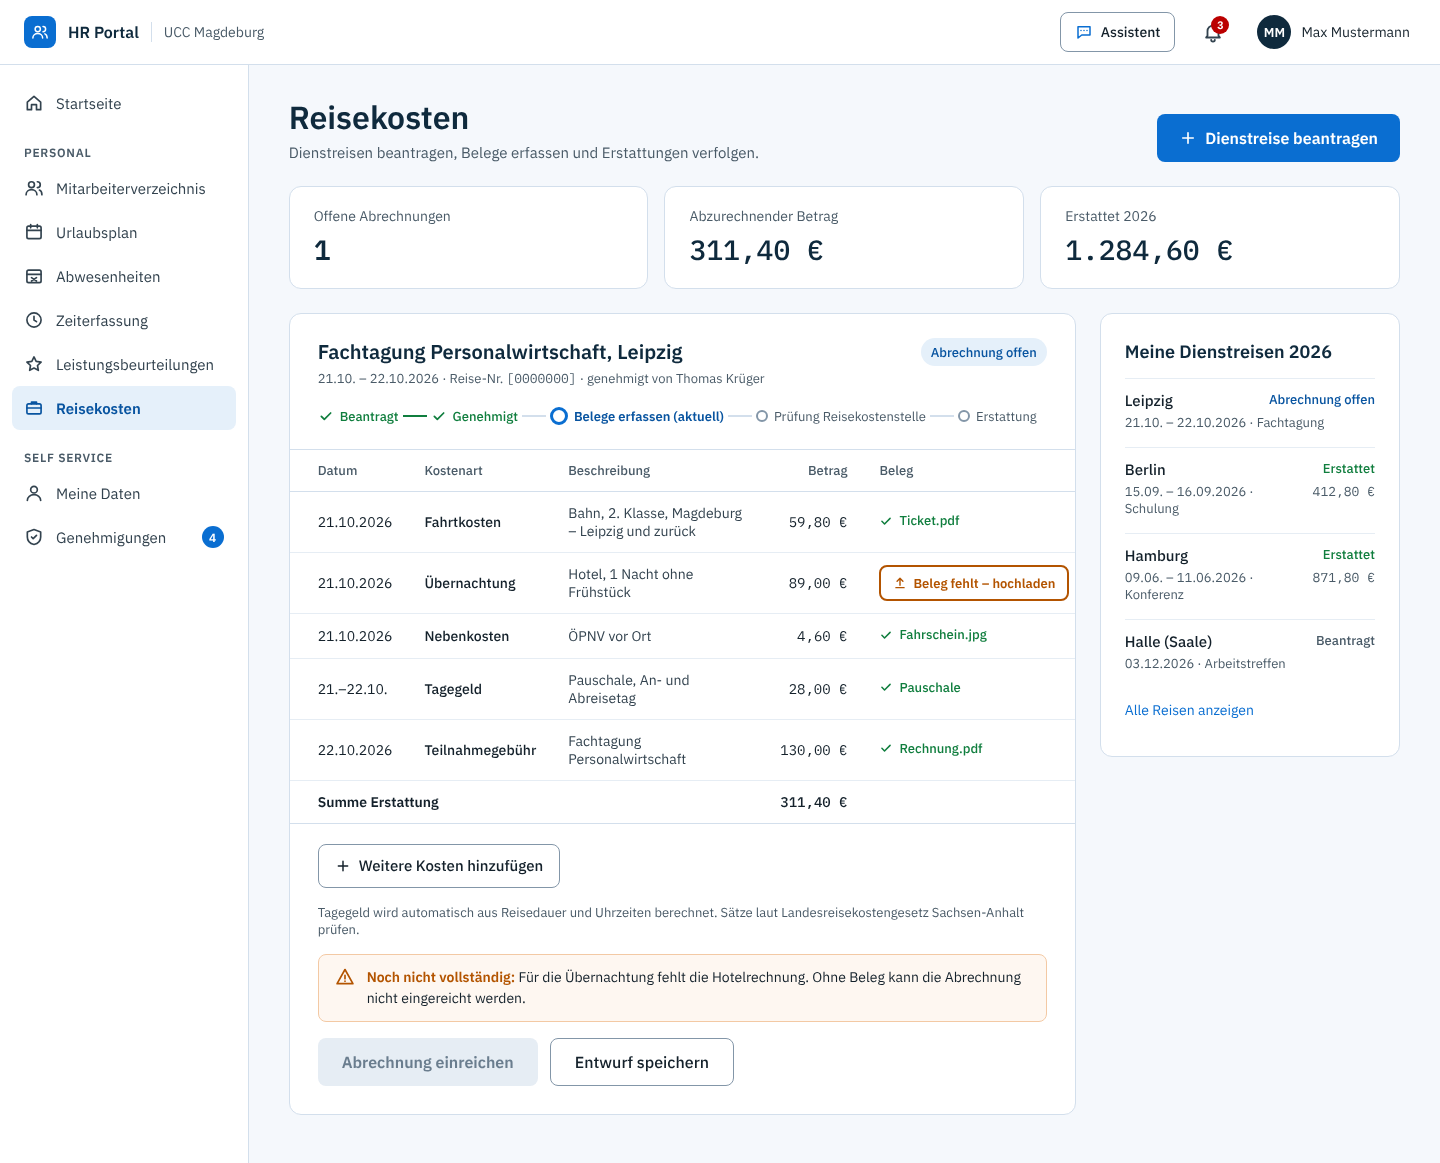 HR Portal
UCC Magdeburg
Assistent
3
MM
Max Mustermann
Startseite
PERSONAL
Mitarbeiterverzeichnis
Urlaubsplan
Abwesenheiten
Zeiterfassung
Leistungsbeurteilungen
Reisekosten
SELF SERVICE
Meine Daten
Genehmigungen 4
Reisekosten
Dienstreisen beantragen, Belege erfassen und Erstattungen verfolgen.
Dienstreise beantragen
Offene Abrechnungen
1
Abzurechnender Betrag
311,40 €
Erstattet 2026
1.284,60 €
Fachtagung Personalwirtschaft, Leipzig
Abrechnung offen
21.10. – 22.10.2026 · Reise-Nr. [0000000] · genehmigt von Thomas Krüger
Beantragt
Genehmigt
Belege erfassen (aktuell)
Prüfung Reisekostenstelle
Erstattung
Datum Kostenart Beschreibung Betrag Beleg
21.10.2026 Fahrtkosten Bahn, 2. Klasse, Magdeburg
– Leipzig und zurück 59,80 € Ticket.pdf
21.10.2026 Übernachtung Hotel, 1 Nacht ohne
Frühstück 89,00 € Beleg fehlt – hochladen
21.10.2026 Nebenkosten ÖPNV vor Ort 4,60 € Fahrschein.jpg
21.–22.10. Tagegeld Pauschale, An- und
Abreisetag 28,00 € Pauschale
22.10.2026 Teilnahmegebühr Fachtagung
Personalwirtschaft 130,00 € Rechnung.pdf
Summe Erstattung 311,40 €
Weitere Kosten hinzufügen
Tagegeld wird automatisch aus Reisedauer und Uhrzeiten berechnet. Sätze laut Landesreisekostengesetz Sachsen-Anhalt
prüfen.
Noch nicht vollständig: Für die Übernachtung fehlt die Hotelrechnung. Ohne Beleg kann die Abrechnung
nicht eingereicht werden.
Abrechnung einreichen
Entwurf speichern
Meine Dienstreisen 2026
Leipzig Abrechnung offen
21.10. – 22.10.2026 · Fachtagung
Berlin Erstattet
15.09. – 16.09.2026 · 412,80 €
Schulung
Hamburg Erstattet
09.06. – 11.06.2026 · 871,80 €
Konferenz
Halle (Saale) Beantragt
03.12.2026 · Arbeitstreffen
Alle Reisen anzeigen